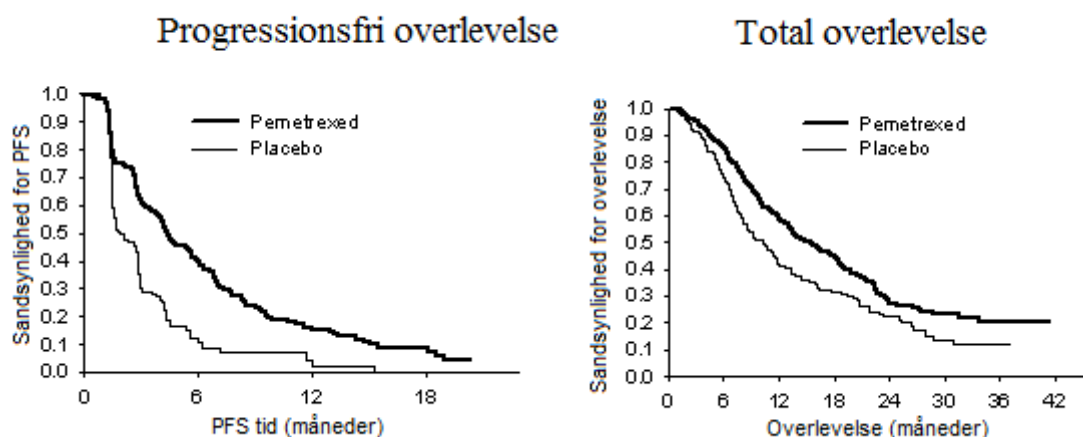 Progressionsfri overlevelse
Total overlevelse
Sandsynlighed for PFS
1.0
0.9
0.8
0.7
0.6
0.5
0.4
0.3
0.2
0.1
0.0
Pemetrexed
Placebo
0 6 12 18
PFS tid (måneder)
Sandsynlighed for overlevelse
1.0
0.9
0.8
0.7
0.6
0.5
0.4
0.3
0.2
0.1
0.0
Pemetrexed
Placebo
0 6 12 18 24 30 36 42
Overlevelse (måneder)